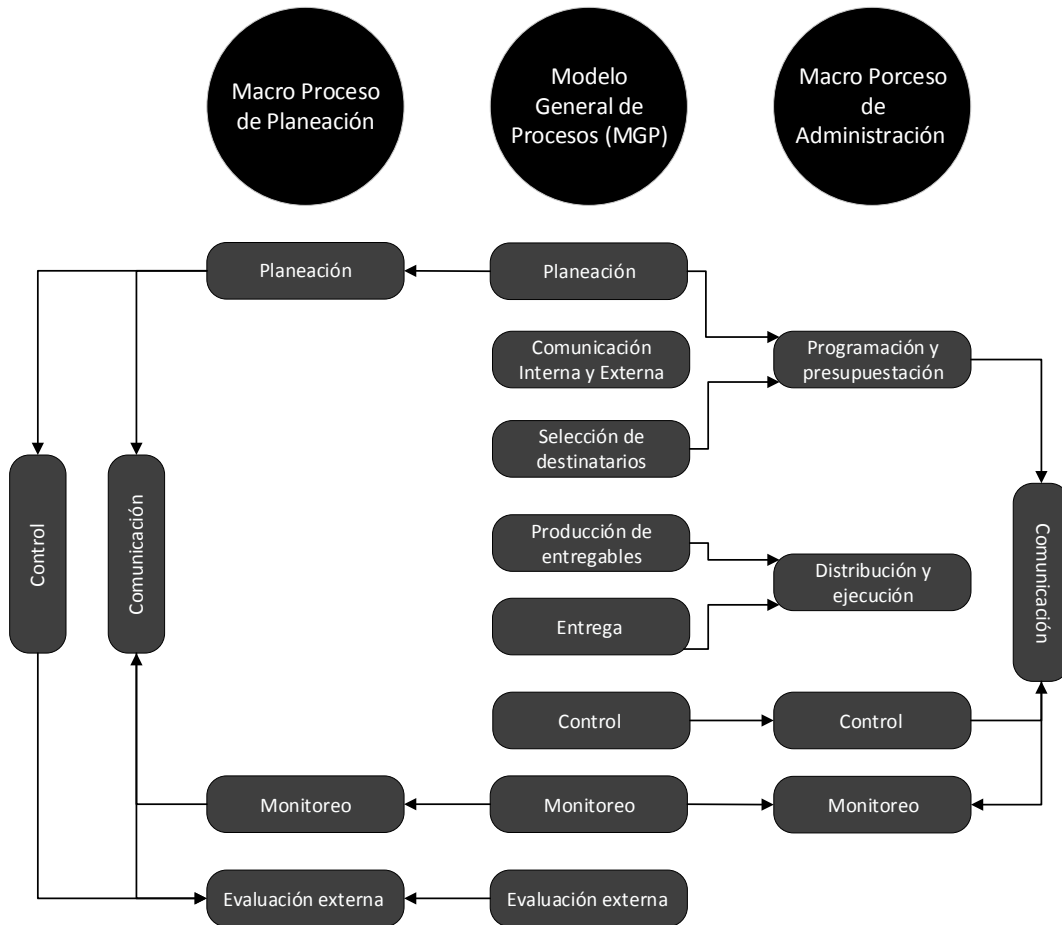 Macro Proceso
de Planeación
Modelo
General de
Procesos (MGP)
Macro Porceso
de
Administración
Planeación
Planeación
Comunicación
Interna y Externa
Programación y
presupuestación
Selección de
destinatarios
Control
Comunicación
Producción de
entregables
Distribución y
ejecución
Comunicación
Entrega
Control
Control
Monitoreo
Monitoreo
Monitoreo
Evaluación externa
Evaluación externa